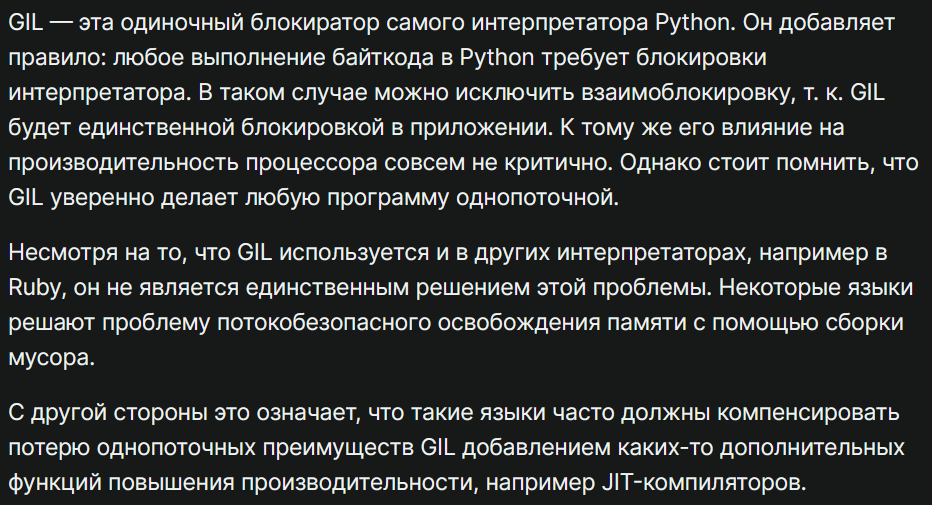 GIL — эта одиночный блокиратор самого интерпретатора Python. Он добавляет
правило: любое выполнение байткода в Python требует блокировки
интерпретатора. В таком случае можно исключить взаимоблокировку, т. к. GIL
будет единственной блокировкой в приложении. К тому же его влияние на
производительность процессора совсем не критично. Однако стоит помнить, что
GIL уверенно делает любую программу однопоточной.
Несмотря на то, что GIL используется и в других интерпретаторах, например в
Ruby, он не является единственным решением этой проблемы. Некоторые языки
решают проблему потокобезопасного освобождения памяти с помощью сборки
мусора.
С другой стороны это означает, что такие языки часто должны компенсировать
потерю однопоточных преимуществ GIL добавлением каких-то дополнительных
функций повышения производительности, например JIT-компиляторов.